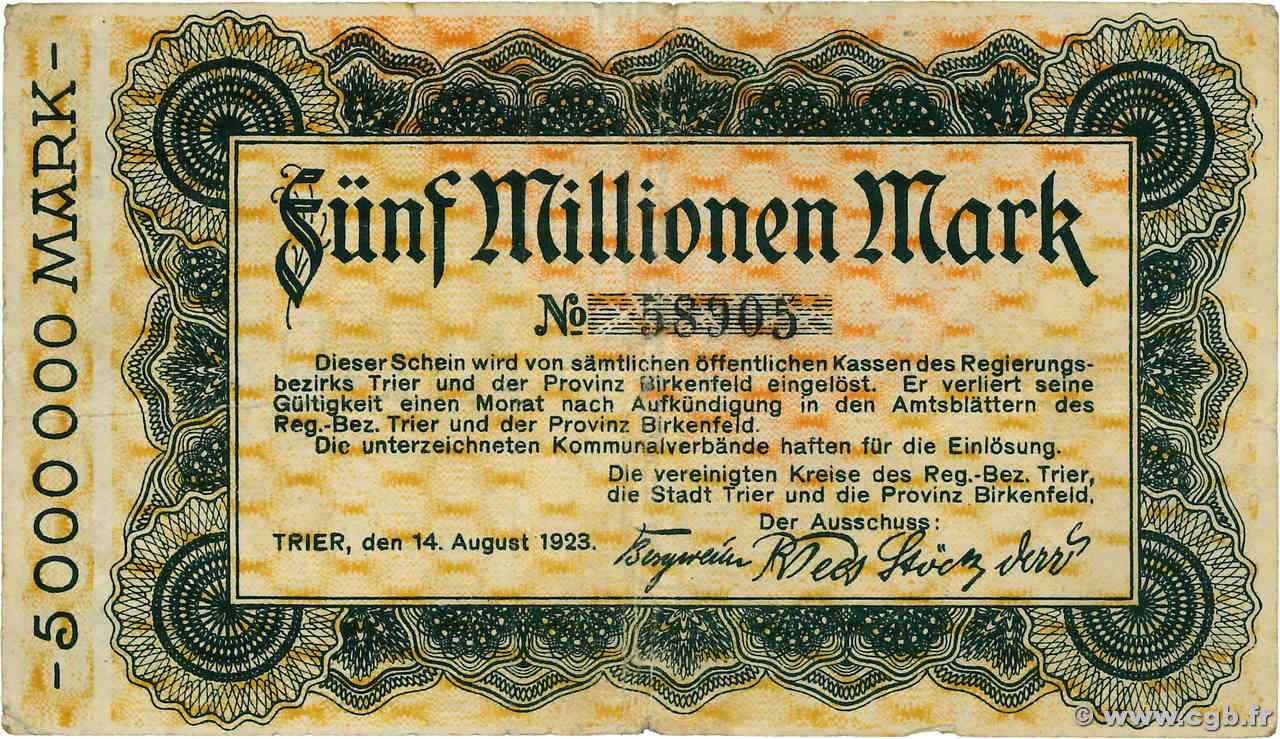 -5000000 MARK-
Fünf Millionen Mark
No 58905
Dieser Schein wird von sämtlichen öffentlichen Kassen des Regierungs-
bezirks Trier und der Provinz Birkenfeld eingelöst. Er verliert seine
Gültigkeit einen Monat nach Aufkündigung in den Amtsblättern des
Reg.-Bez. Trier und der Provinz Birkenfeld.
Die unterzeichneten Kommunalverbände haften für die Einlösung.
Die vereinigten Kreise des Reg.-Bez. Trier,
die Stadt Trier und die Provinz Birkenfeld.
Der Ausschuss:
TRIER, den 14. August 1923.
© www.cgb.fr